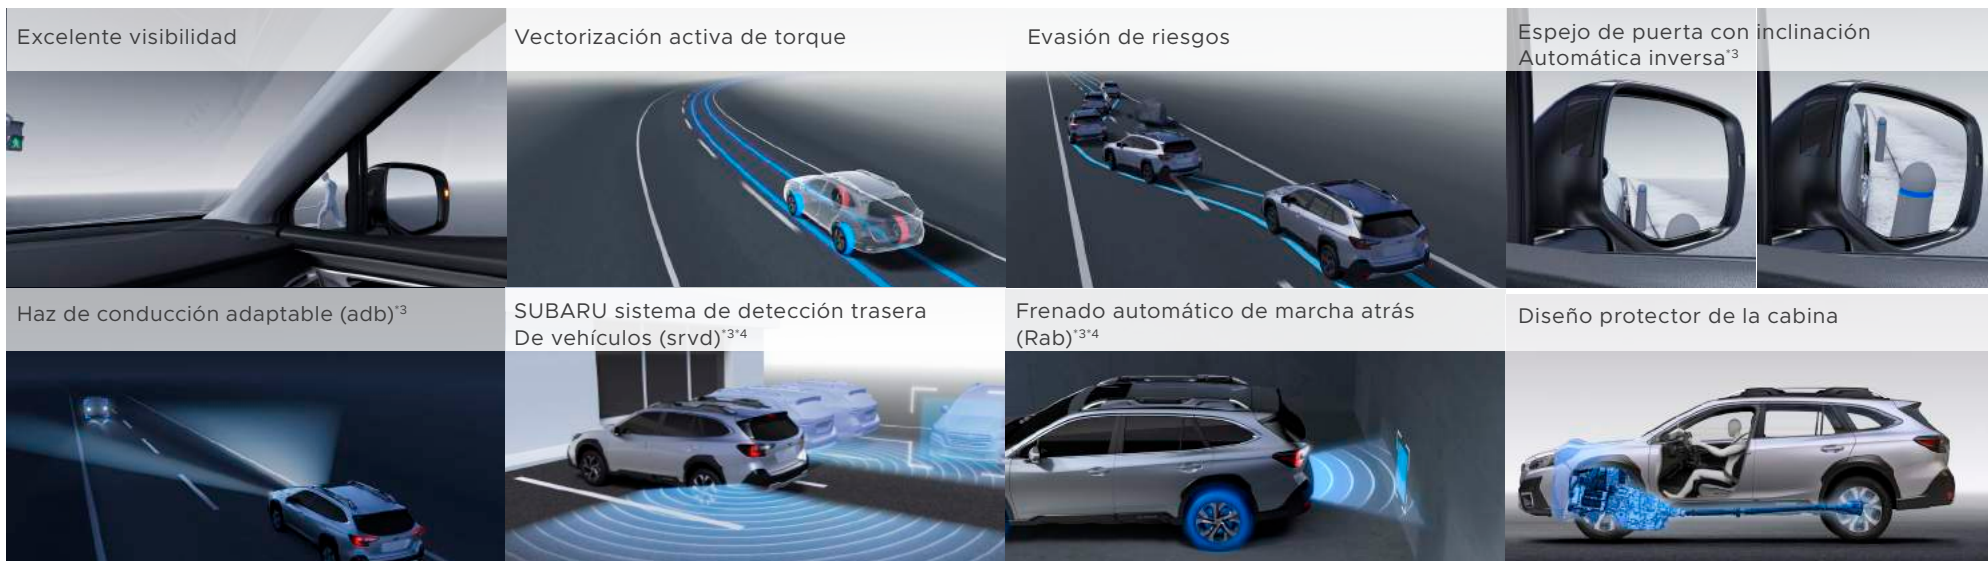 Excelente visibilidad
Vectorización activa de torque
Evasión de riesgos
Espejo de puerta con inclinación
Automática inversa*3
Haz de conducción adaptable (adb)*3
SUBARU sistema de detección trasera
De vehículos (srvd)*3*4
Frenado automático de marcha atrás
(Rab)*3*4
Diseño protector de la cabina